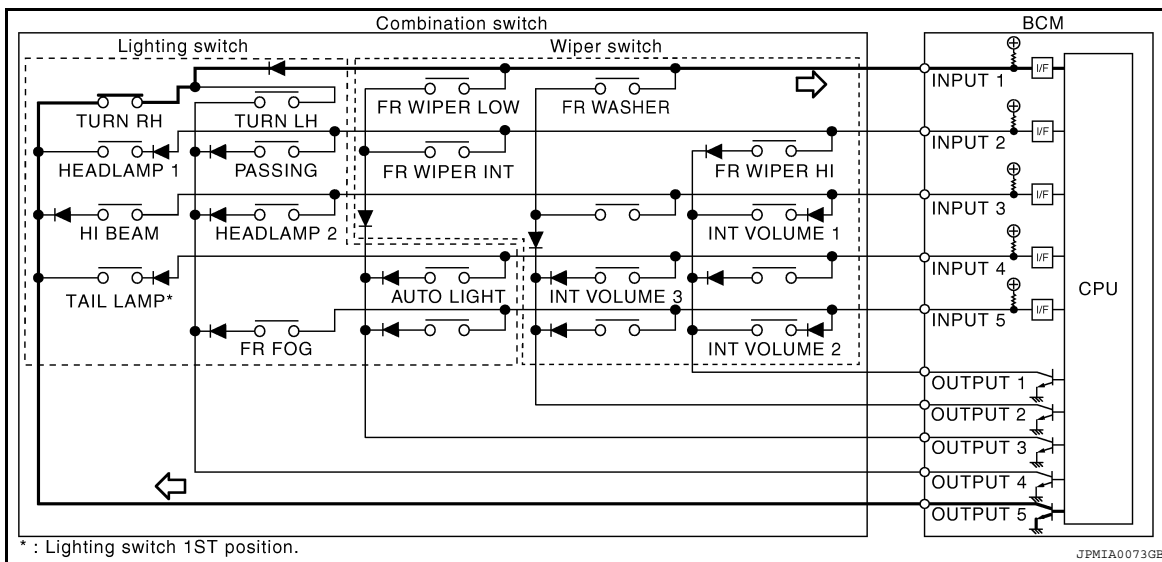 Combination switch BCM
Lighting switch Wiper switch
INPUT 1 I/F
TURN RH TURN LH FR WIPER LOW FR WASHER
INPUT 2 I/F
HEADLAMP 1 PASSING FR WIPER INT FR WIPER HI
INPUT 3 I/F
HI BEAM HEADLAMP 2 INT VOLUME 1
INPUT 4 I/F
TAIL LAMP* AUTO LIGHT INT VOLUME 3 CPU
INPUT 5 I/F
FR FOG INT VOLUME 2
OUTPUT 1
OUTPUT 2
OUTPUT 3
OUTPUT 4
OUTPUT 5
* : Lighting switch 1ST position.
JPMIA0073GB